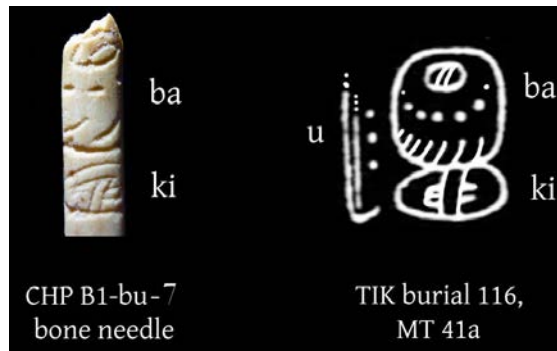 ba
ki
u
ba
ki
CHP B1-bu-7
bone needle
TIK burial 116,
MT 41a